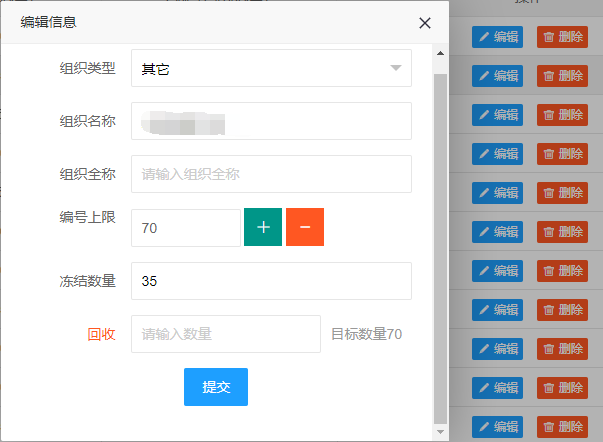 编辑信息
组织类型 其它
组织名称
组织全称 请输入组织全称
编号上限 70 + -
冻结数量 35
回收 请输入数量 目标数量70
提交
编辑 删除
编辑 删除
编辑 删除
编辑 删除
编辑 删除
编辑 删除
编辑 删除
编辑 删除
编辑 删除
编辑 删除
编辑 删除